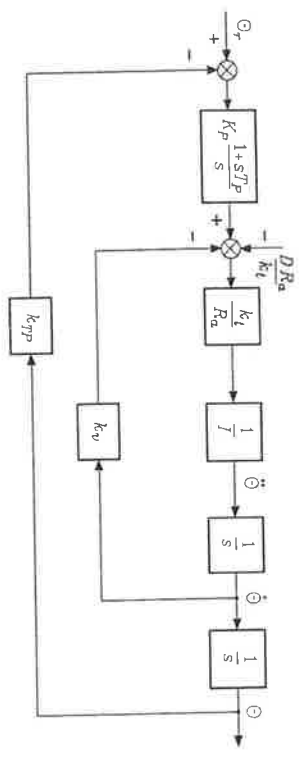 Θr
+
−
K_P (1+sT_P)/s
+
−
−
DR_a/k_t
k_t/R_a
1/I
Θ̈
1/s
Θ̇
1/s
Θ
k_v
k_TP